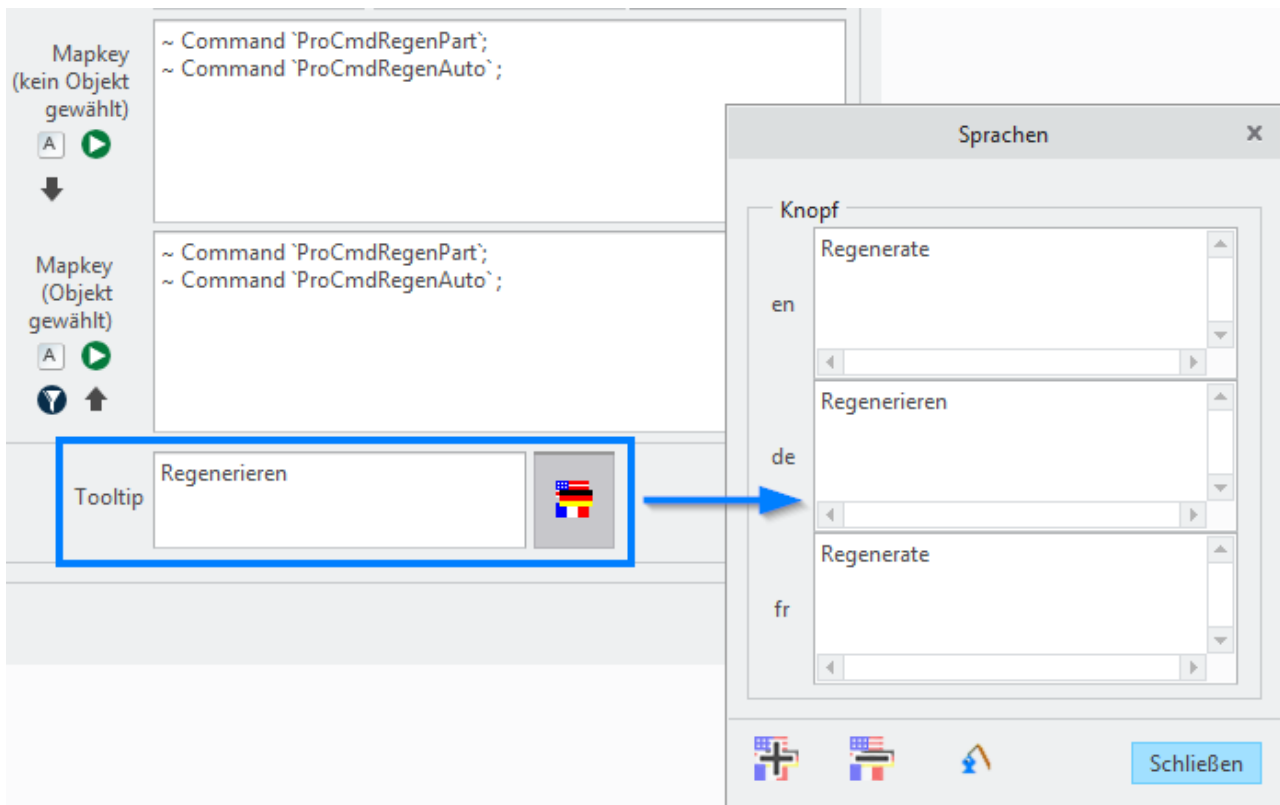 Mapkey
(kein Objekt
gewählt)
A
~ Command `ProCmdRegenPart`;
~ Command `ProCmdRegenAuto` ;
Mapkey
(Objekt
gewählt)
A
~ Command `ProCmdRegenPart`;
~ Command `ProCmdRegenAuto` ;
Tooltip
Regenerieren
Sprachen
x
Knopf
en
Regenerate
de
Regenerieren
fr
Regenerate
Schließen